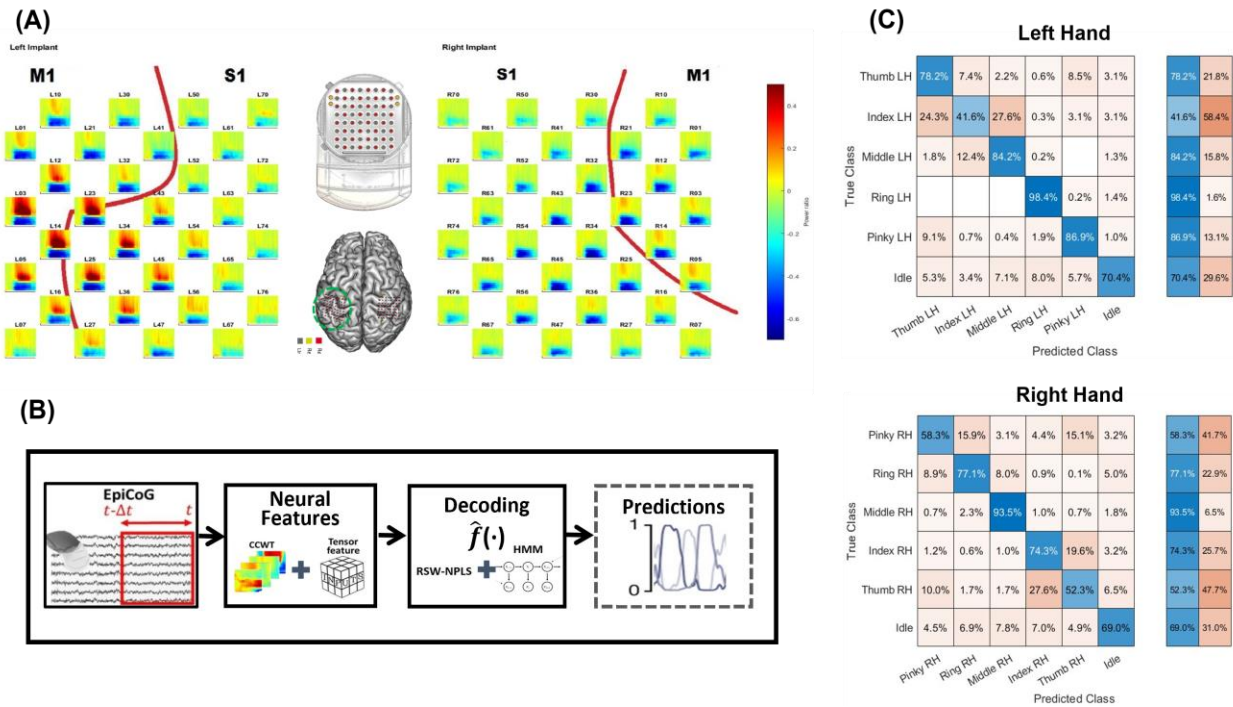 (A)
Left Implant
M1
S1
L10 L30 L50 L70
L01 L21 L41 L61
L12 L32 L52 L72
L03 L23 L43 L63
L14 L34 L54 L74
L05 L25 L45 L65
L16 L36 L56 L76
L07 L27 L47 L67
Right Implant
S1
M1
R70 R50 R30 R10
R61 R41 R21 R01
R72 R52 R32 R12
R63 R43 R23 R03
R74 R54 R34 R14
R65 R45 R25 R05
R76 R56 R36 R16
R67 R47 R27 R07
0.4
0.2
0
-0.2
-0.4
-0.6
Power ratio
(B)
EpiCoG
t-Δt
t
Neural
Features
CCWT
Tensor
feature
Decoding
f̂(·)
HMM
RSW-NPLS
Predictions
1
0
(C)
Left Hand
True Class
Thumb LH 78.2% 7.4% 2.2% 0.6% 8.5% 3.1% 78.2% 21.8%
Index LH 24.3% 41.6% 27.6% 0.3% 3.1% 3.1% 41.6% 58.4%
Middle LH 1.8% 12.4% 84.2% 0.2% 1.3% 84.2% 15.8%
Ring LH 98.4% 0.2% 1.4% 98.4% 1.6%
Pinky LH 9.1% 0.7% 0.4% 1.9% 86.9% 1.0% 86.9% 13.1%
Idle 5.3% 3.4% 7.1% 8.0% 5.7% 70.4% 70.4% 29.6%
Thumb LH Index LH Middle LH Ring LH Pinky LH Idle
Predicted Class
Right Hand
True Class
Pinky RH 58.3% 15.9% 3.1% 4.4% 15.1% 3.2% 58.3% 41.7%
Ring RH 8.9% 77.1% 8.0% 0.9% 0.1% 5.0% 77.1% 22.9%
Middle RH 0.7% 2.3% 93.5% 1.0% 0.7% 1.8% 93.5% 6.5%
Index RH 1.2% 0.6% 1.0% 74.3% 19.6% 3.2% 74.3% 25.7%
Thumb RH 10.0% 1.7% 1.7% 27.6% 52.3% 6.5% 52.3% 47.7%
Idle 4.5% 6.9% 7.8% 7.0% 4.9% 69.0% 69.0% 31.0%
Pinky RH Ring RH Middle RH Index RH Thumb RH Idle
Predicted Class